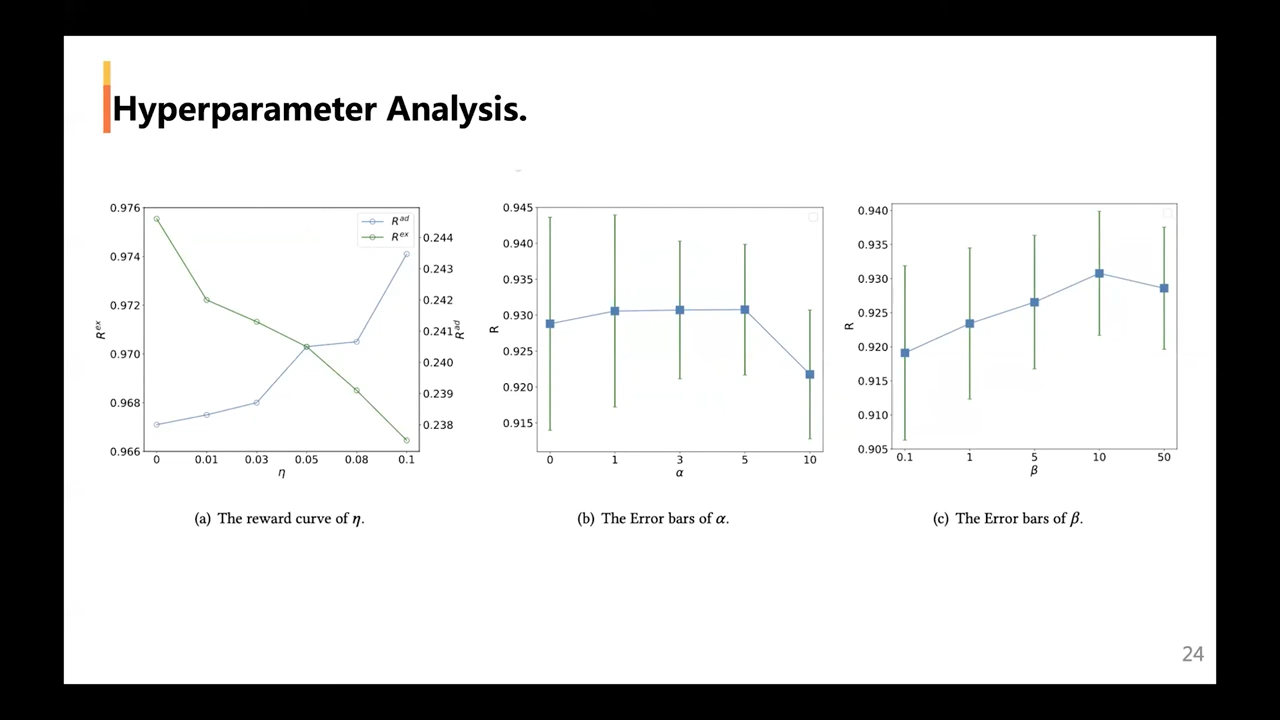 Hyperparameter Analysis.
0.976
0.974
0.972
0.970
0.968
0.966
R^ex
R^ad
R^ex
0.244
0.243
0.242
0.241
0.240
0.239
0.238
R^ad
0 0.01 0.03 0.05 0.08 0.1
η
(a) The reward curve of η.
0.945
0.940
0.935
0.930
0.925
0.920
0.915
R
0 1 3 5 10
α
(b) The Error bars of α.
0.940
0.935
0.930
0.925
0.920
0.915
0.910
0.905
R
0.1 1 5 10 50
β
(c) The Error bars of β.
24